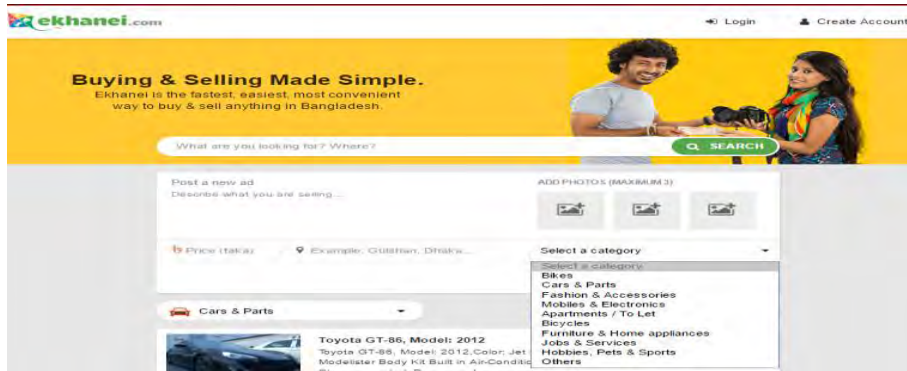 ekhanei.com
Login
Create Account
Buying & Selling Made Simple.
Ekhanei is the fastest, easiest, most convenient
way to buy & sell anything in Bangladesh.
What are you looking for? Where?
SEARCH
Post a new ad
Describe what you are selling...
ADD PHOTOS (MAXIMUM 3)
৳ Price (taka)
Example, Gulshan, Dhaka...
Select a category
Select a category
Bikes
Cars & Parts
Fashion & Accessories
Mobiles & Electronics
Apartments / To Let
Bicycles
Furniture & Home appliances
Jobs & Services
Hobbies, Pets & Sports
Others
Cars & Parts
Toyota GT-86, Model: 2012
Toyota GT-86, Model: 2012,Color: Jet
Modelister Body Kit Built in Air-Conditio